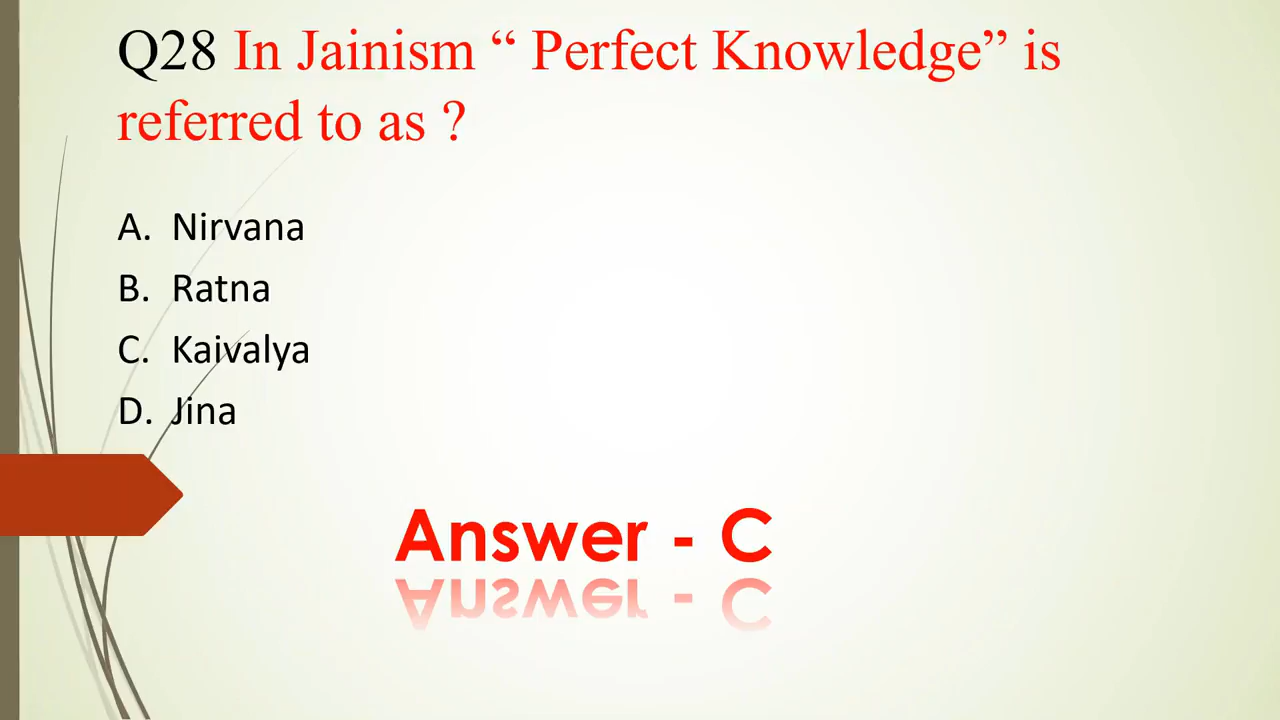 Q28 In Jainism “ Perfect Knowledge” is
referred to as ?
A. Nirvana
B. Ratna
C. Kaivalya
D. Jina
Answer - C